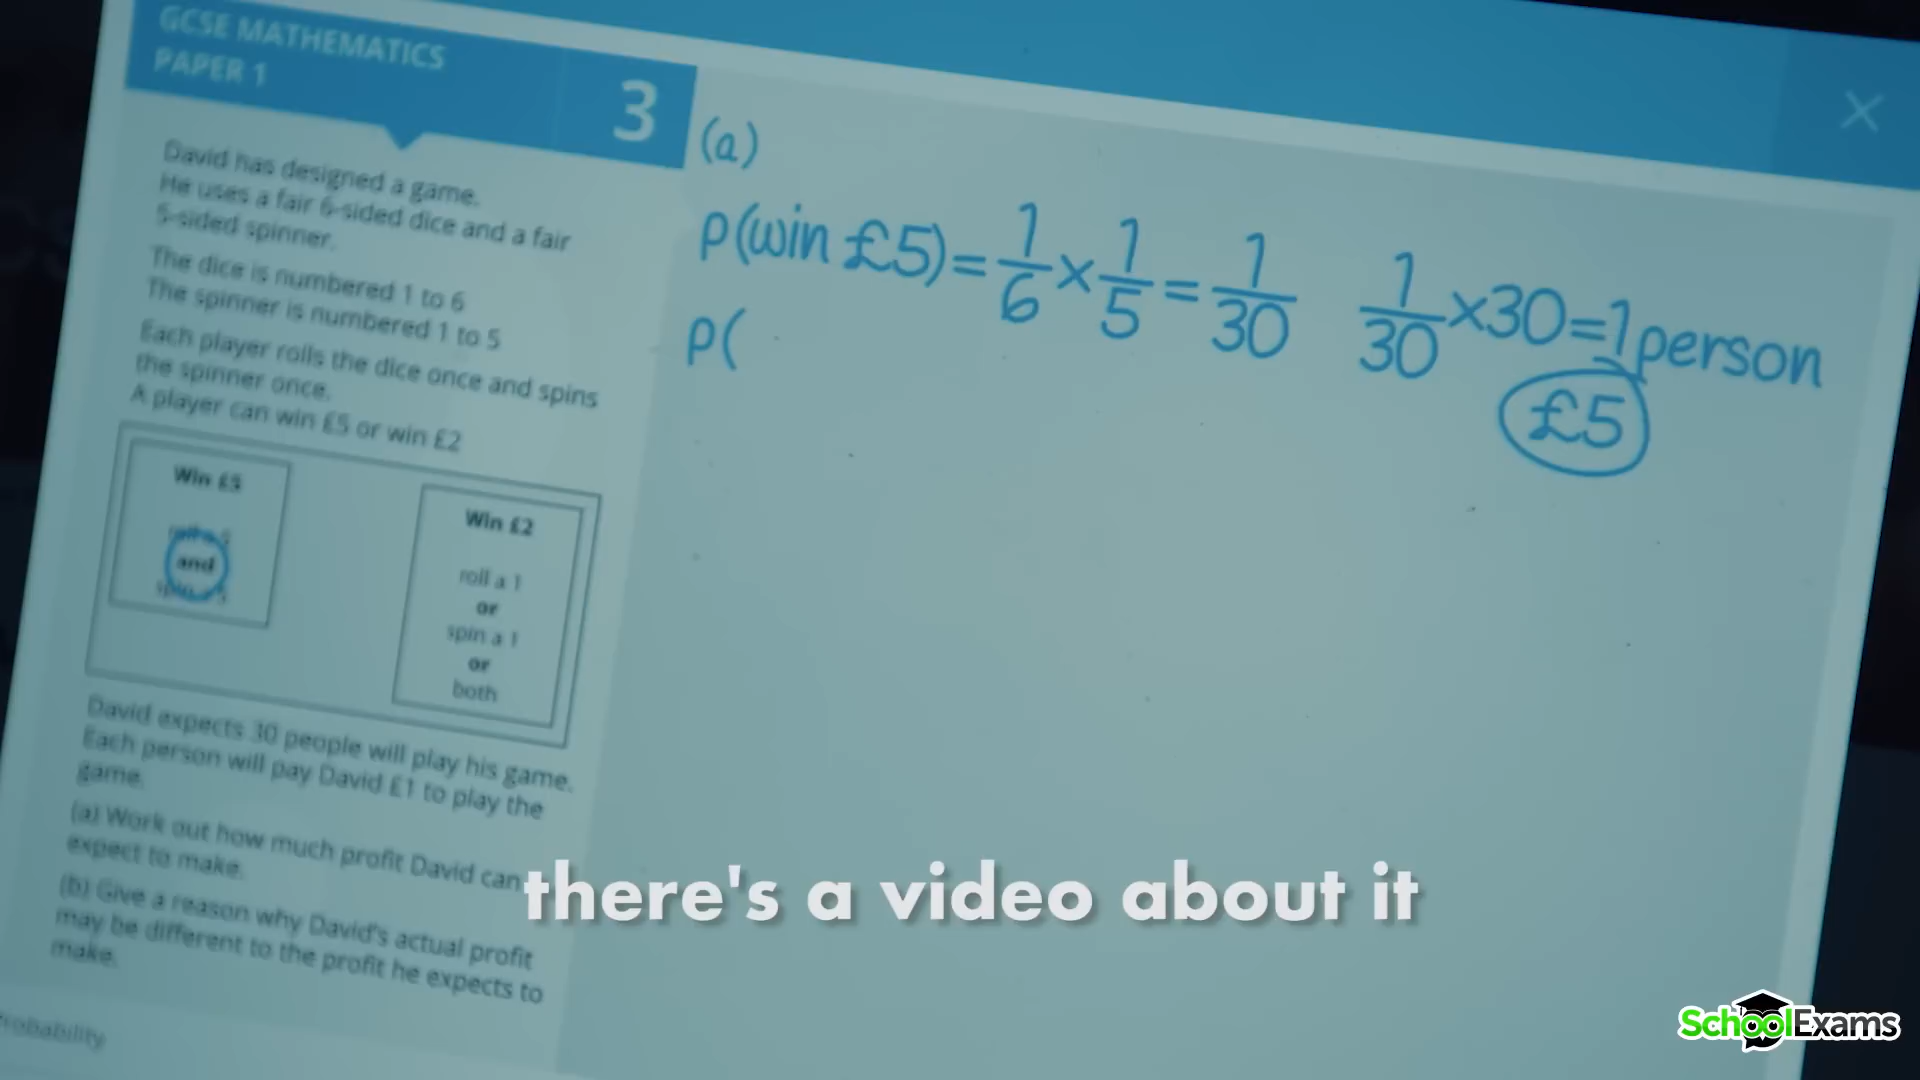 GCSE MATHEMATICS
PAPER 1
3
David has designed a game.
He uses a fair 6-sided dice and a fair
5-sided spinner.
The dice is numbered 1 to 6
The spinner is numbered 1 to 5
Each player rolls the dice once and spins
the spinner once.
A player can win £5 or win £2
Win £5
and
Win £2
roll a 1
or
spin a 1
or
both
David expects 30 people will play his game.
Each person will pay David £1 to play the
game.
(a) Work out how much profit David can
expect to make.
(b) Give a reason why David's actual profit
may be different to the profit he expects to
make.
Probability
(a)
P(win £5) = 1/6 × 1/5 = 1/30 1/30 × 30 = 1 person
£5
P(
there's a video about it
SchoolExams